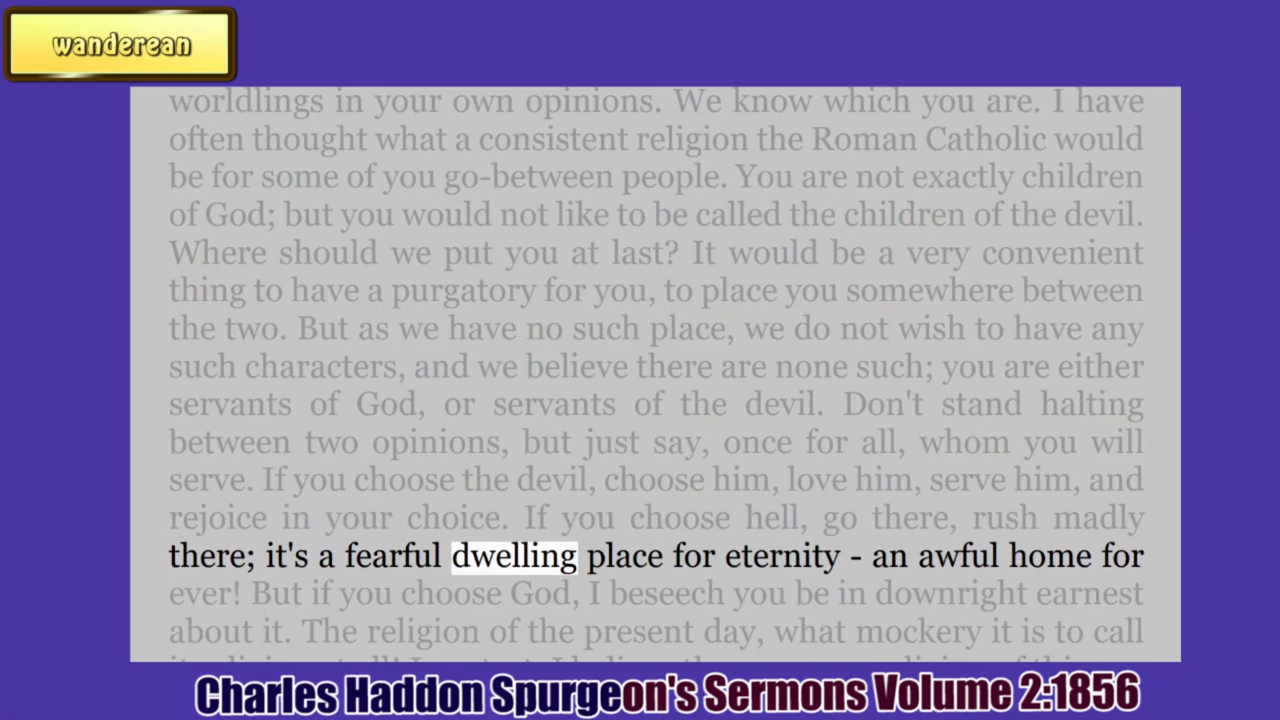 wanderean
worldlings in your own opinions. We know which you are. I have
often thought what a consistent religion the Roman Catholic would
be for some of you go-between people. You are not exactly children
of God; but you would not like to be called the children of the devil.
Where should we put you at last? It would be a very convenient
thing to have a purgatory for you, to place you somewhere between
the two. But as we have no such place, we do not wish to have any
such characters, and we believe there are none such; you are either
servants of God, or servants of the devil. Don't stand halting
between two opinions, but just say, once for all, whom you will
serve. If you choose the devil, choose him, love him, serve him, and
rejoice in your choice. If you choose hell, go there, rush madly
there; it's a fearful dwelling place for eternity - an awful home for
ever! But if you choose God, I beseech you be in downright earnest
about it. The religion of the present day, what mockery it is to call
Charles Haddon Spurgeon's Sermons Volume 2:1856